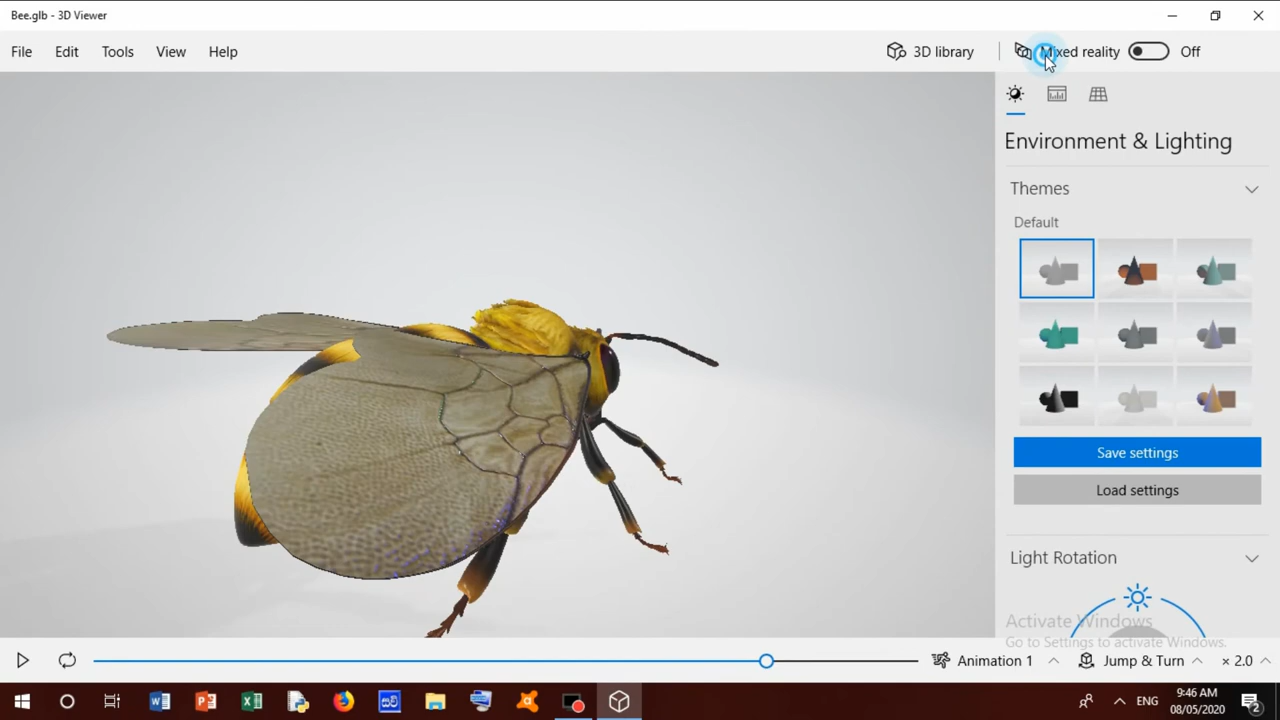 Bee.glb - 3D Viewer
File Edit Tools View Help 3D library Mixed reality Off
Environment & Lighting
Themes
Default
Save settings
Load settings
Light Rotation
Activate Windows
Go to Settings to activate Windows.
Animation 1 Jump & Turn × 2.0
ENG
9:46 AM
08/05/2020
2